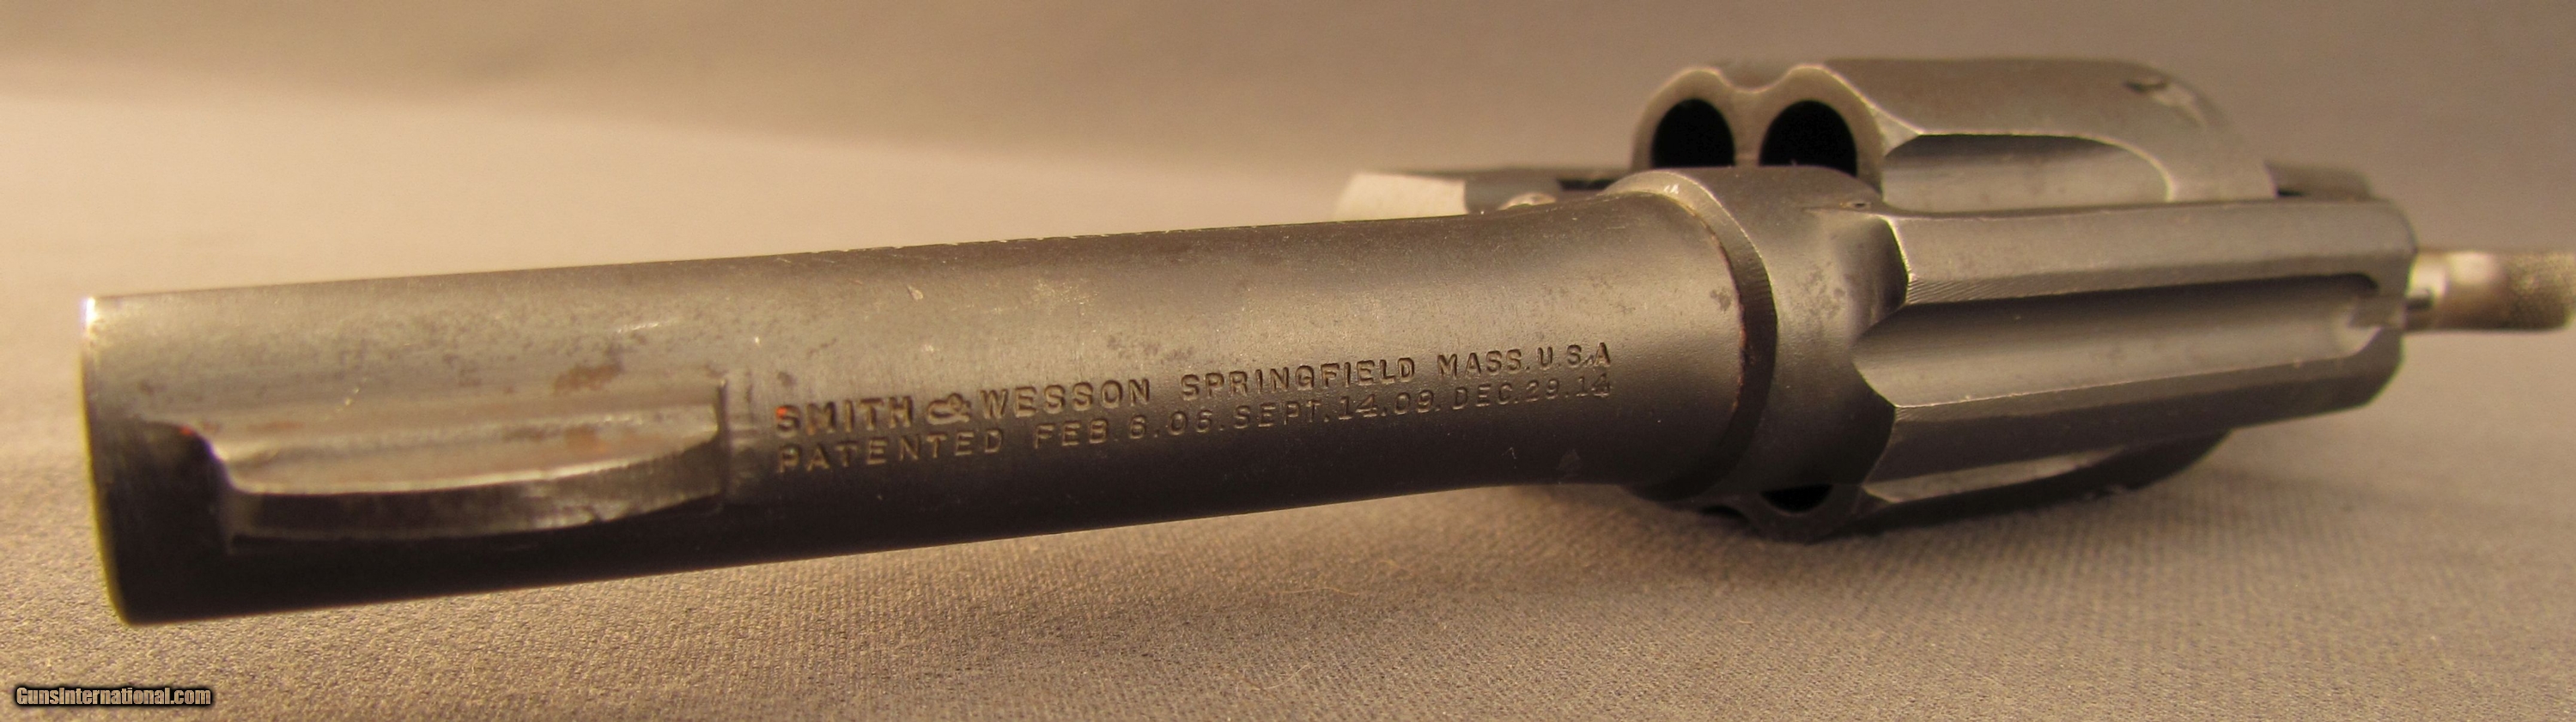 SMITH & WESSON SPRINGFIELD MASS. U.S.A
PATENTED FEB. 6.06. SEPT. 14.09. DEC. 29.14
GunsInternational.com